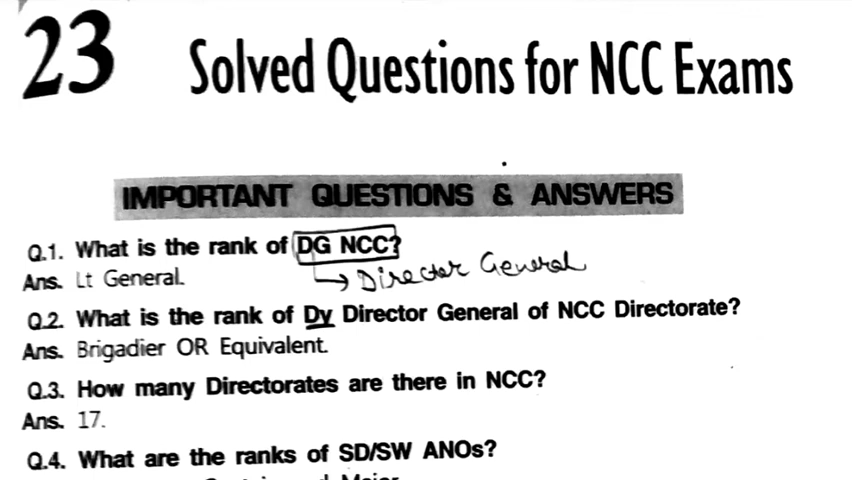 23 Solved Questions for NCC Exams
IMPORTANT QUESTIONS & ANSWERS
Q.1. What is the rank of DG NCC?
Ans. Lt General.
→ Director General
Q.2. What is the rank of Dy Director General of NCC Directorate?
Ans. Brigadier OR Equivalent.
Q.3. How many Directorates are there in NCC?
Ans. 17.
Q.4. What are the ranks of SD/SW ANOs?